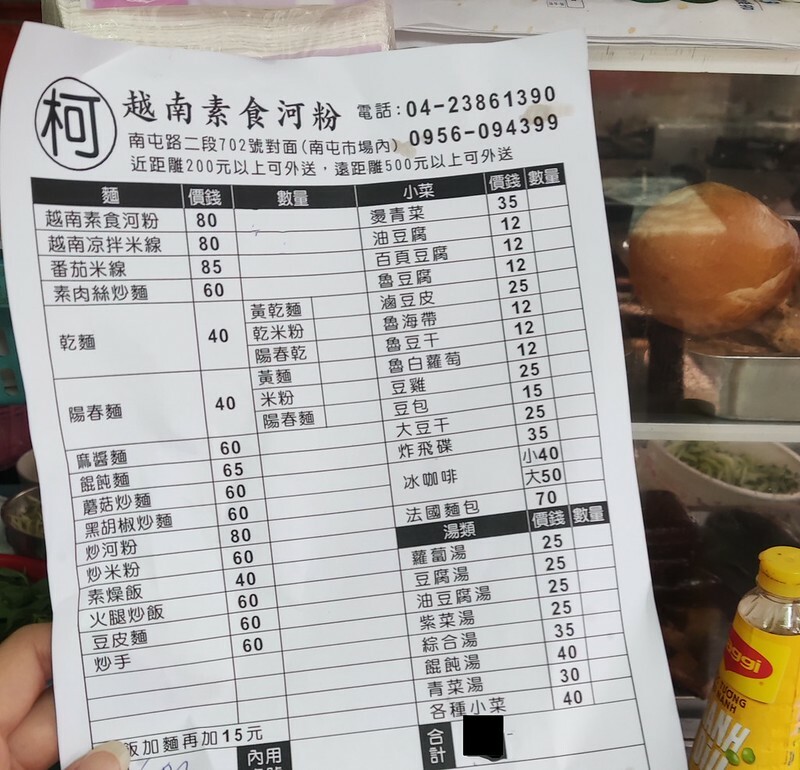 柯
越南素食河粉
電話:04-23861390
南屯路二段702號對面(南屯市場內)
0956-094399
近距雕200元以上可外送,遠距雕500元以上可外送
麵 價錢 數量
越南素食河粉 80
越南凉拌米線 80
番茄米線 85
素肉絲炒麵 60
乾麵 40
黃乾麵
乾米粉
陽春乾
陽春麵 40
黃麵
米粉
陽春麵
麻醬麵 60
餛飩麵 65
蘑菇炒麵 60
黑胡椒炒麵 60
炒河粉 80
炒米粉 60
素燥飯 40
火腿炒飯 60
豆皮麵 60
炒手 60
飯加麵再加15元
內用
小菜 價錢 數量
燙青菜 35
油豆腐 12
百頁豆腐 12
魯豆腐 12
滷豆皮 25
魯海帶 12
魯豆干 12
魯白蘿蔔 12
豆雞 25
豆包 15
大豆干 25
炸飛碟 35
冰咖啡 小40
大50
法國麵包 70
湯類 價錢 數量
蘿蔔湯 25
豆腐湯 25
油豆腐湯 25
紫菜湯 25
綜合湯 35
餛飩湯 40
青菜湯 30
各種小菜 40
合計